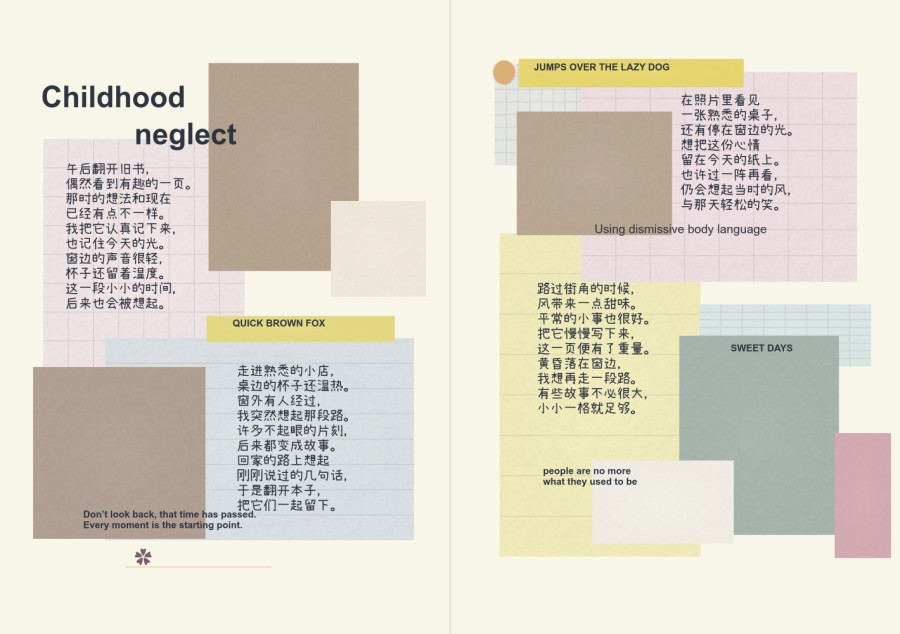 Childhood
neglect
午后翻开旧书,
偶然看到有趣的一页。
那时的想法和现在
已经有点不一样。
我把它认真记下来,
也记住今天的光。
窗边的声音很轻,
杯子还留着温度。
这一段小小的时间,
后来也会被想起。
QUICK BROWN FOX
走进熟悉的小店,
桌边的杯子还温热。
窗外有人经过,
我突然想起那段路。
许多不起眼的片刻,
后来都变成故事。
回家的路上想起
刚刚说过的几句话,
于是翻开本子,
把它们一起留下。
Don't look back, that time has passed.
Every moment is the starting point.
JUMPS OVER THE LAZY DOG
在照片里看见
一张熟悉的桌子,
还有停在窗边的光。
想把这份心情
留在今天的纸上。
也许过一阵再看,
仍会想起当时的风,
与那天轻松的笑。
Using dismissive body language
路过街角的时候,
风带来一点甜味。
平常的小事也很好。
把它慢慢写下来,
这一页便有了重量。
黄昏落在窗边,
我想再走一段路。
有些故事不必很大,
小小一格就足够。
SWEET DAYS
people are no more
what they used to be